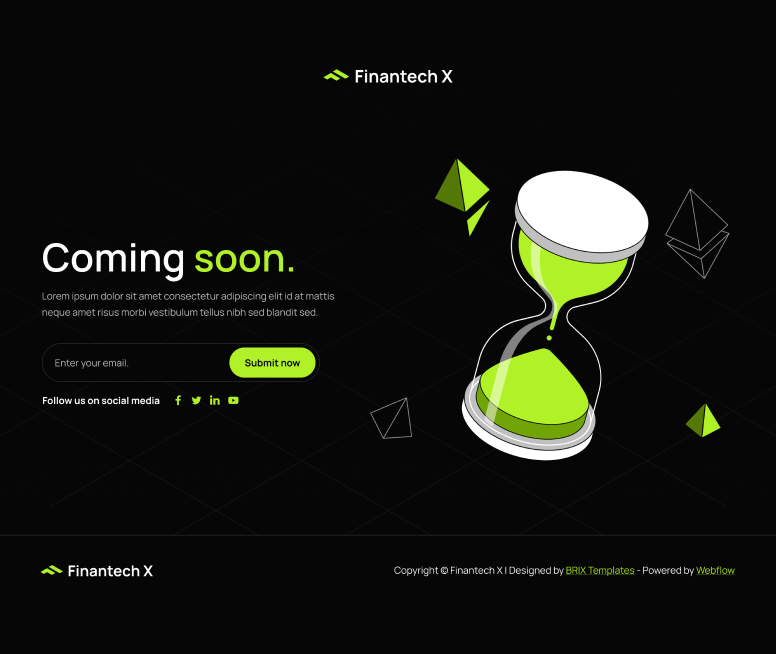 Finantech X
Coming soon.
Lorem ipsum dolor sit amet consectetur adipiscing elit id at mattis
neque amet risus morbi vestibulum tellus nibh sed blandit sed.
Enter your email.
Submit now
Follow us on social media
Finantech X
Copyright © Finantech X | Designed by BRIX Templates - Powered by Webflow